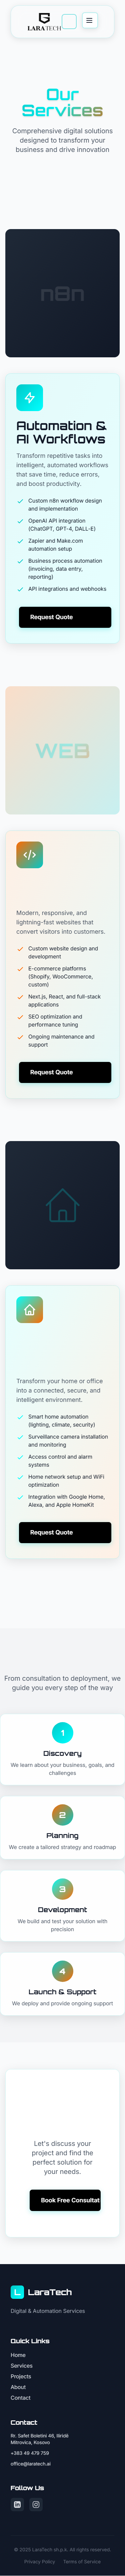 LARATECH
Our
Services
Comprehensive digital solutions
designed to transform your
business and drive innovation
n8n
Automation &
AI Workflows
Transform repetitive tasks into
intelligent, automated workflows
that save time, reduce errors,
and boost productivity.
Custom n8n workflow design
and implementation
OpenAI API integration
(ChatGPT, GPT-4, DALL-E)
Zapier and Make.com
automation setup
Business process automation
(invoicing, data entry,
reporting)
API integrations and webhooks
Request Quote
WEB
Modern, responsive, and
lightning-fast websites that
convert visitors into customers.
Custom website design and
development
E-commerce platforms
(Shopify, WooCommerce,
custom)
Next.js, React, and full-stack
applications
SEO optimization and
performance tuning
Ongoing maintenance and
support
Request Quote
Transform your home or office
into a connected, secure, and
intelligent environment.
Smart home automation
(lighting, climate, security)
Surveillance camera installation
and monitoring
Access control and alarm
systems
Home network setup and WiFi
optimization
Integration with Google Home,
Alexa, and Apple HomeKit
Request Quote
From consultation to deployment, we
guide you every step of the way
1
Discovery
We learn about your business, goals, and
challenges
2
Planning
We create a tailored strategy and roadmap
3
Development
We build and test your solution with
precision
4
Launch & Support
We deploy and provide ongoing support
Let's discuss your
project and find the
perfect solution for
your needs.
Book Free Consultat
L LaraTech
Digital & Automation Services
Quick Links
Home
Services
Projects
About
Contact
Contact
Rr. Safet Boletini 46, Bridë
Mitrovica, Kosovo
+383 49 479 759
office@laratech.ai
Follow Us
© 2025 LaraTech sh.p.k. All rights reserved.
Privacy Policy Terms of Service